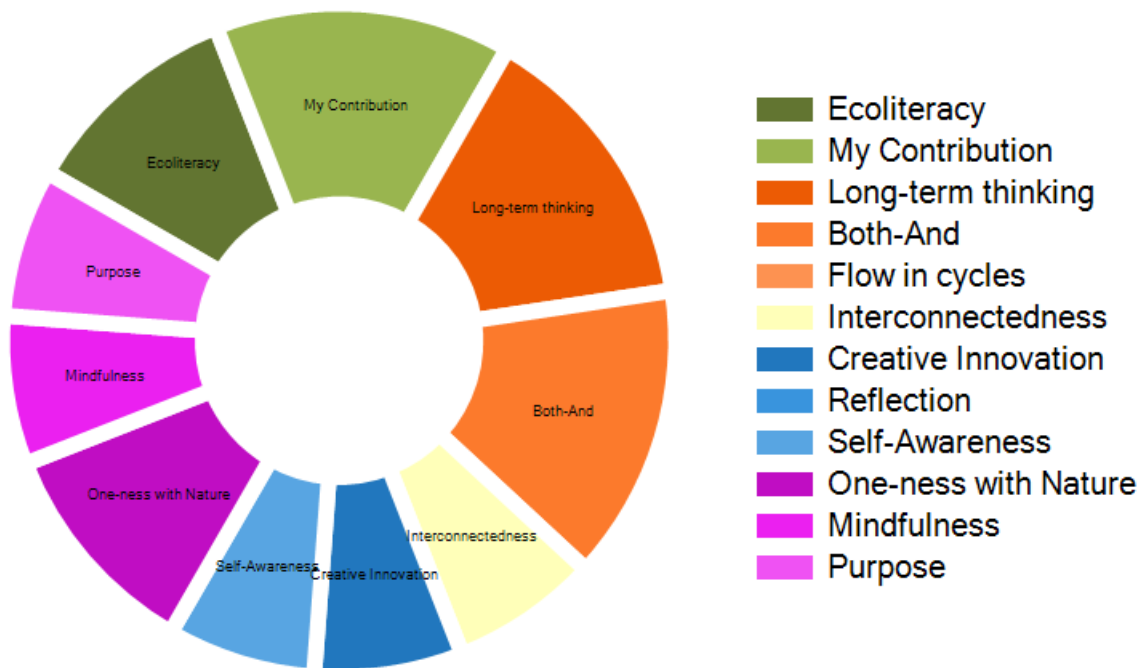 My Contribution
Ecoliteracy
Long-term thinking
Purpose
Mindfulness
Both-And
One-ness with Nature
Interconnectedness
Self-Awareness
Creative Innovation
Ecoliteracy
My Contribution
Long-term thinking
Both-And
Flow in cycles
Interconnectedness
Creative Innovation
Reflection
Self-Awareness
One-ness with Nature
Mindfulness
Purpose